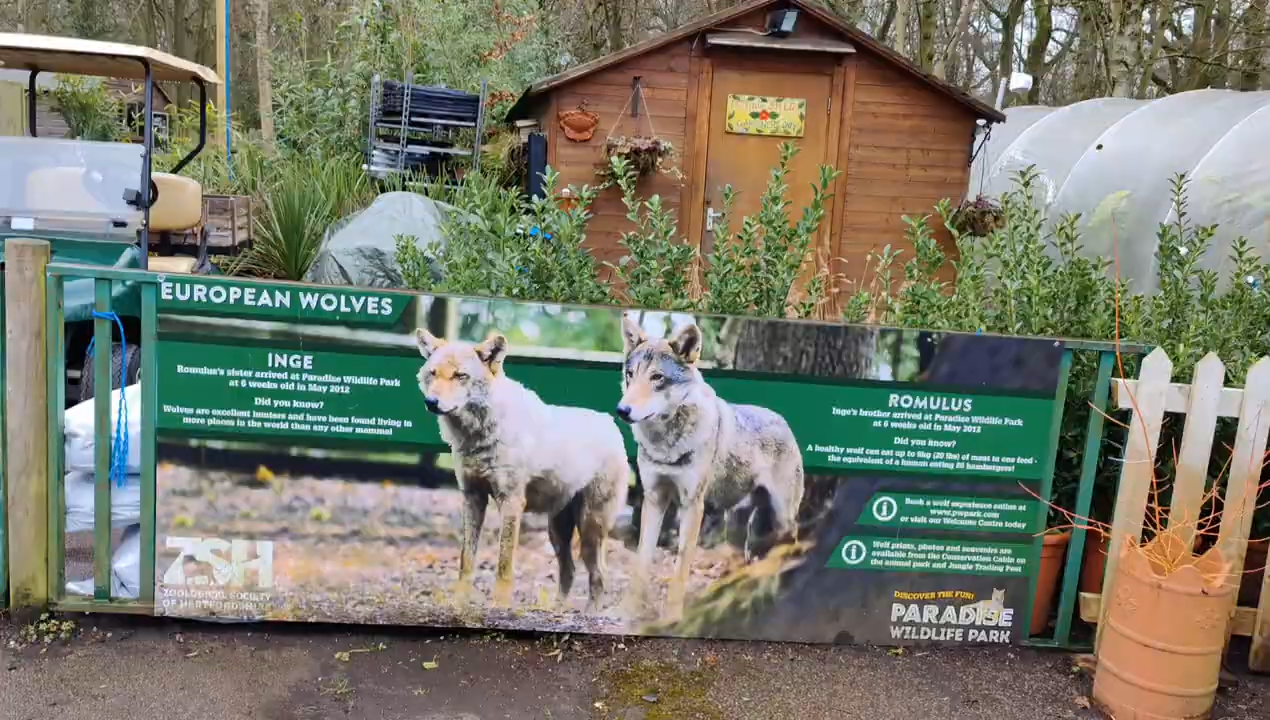 EUROPEAN WOLVES
INGE
Romulus's sister arrived at Paradise Wildlife Park
at 6 weeks old in May 2012
Did you know?
Wolves are excellent hunters and have been found living in
more places in the world than any other mammal
ROMULUS
Inge's brother arrived at Paradise Wildlife Park
at 6 weeks old in May 2012
Did you know?
A healthy wolf can eat up to 9kg (20 lbs) of meat in one feed -
the equivalent of a human eating 80 hamburgers!
Book a wolf experience online at
www.pwpark.com
or visit our Welcome Centre today
Wolf prints, photos and souvenirs are
available from the Conservation Cabin on
the animal park and Jungle Trading Post
ZSH
ZOOLOGICAL SOCIETY
OF HERTFORDSHIRE
DISCOVER THE FUN!
PARADISE
WILDLIFE PARK